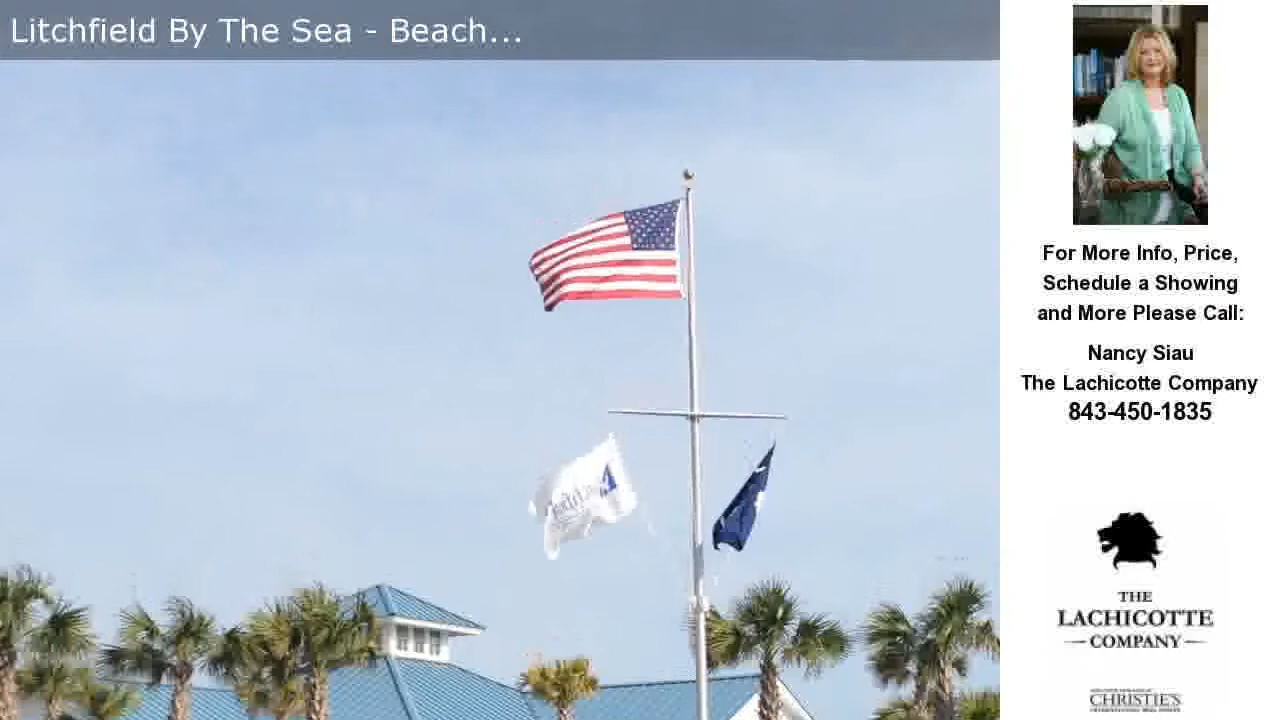 Litchfield By The Sea - Beach...
For More Info, Price,
Schedule a Showing
and More Please Call:
Nancy Siau
The Lachicotte Company
843-450-1835
THE
LACHICOTTE
COMPANY
CHRISTIE'S